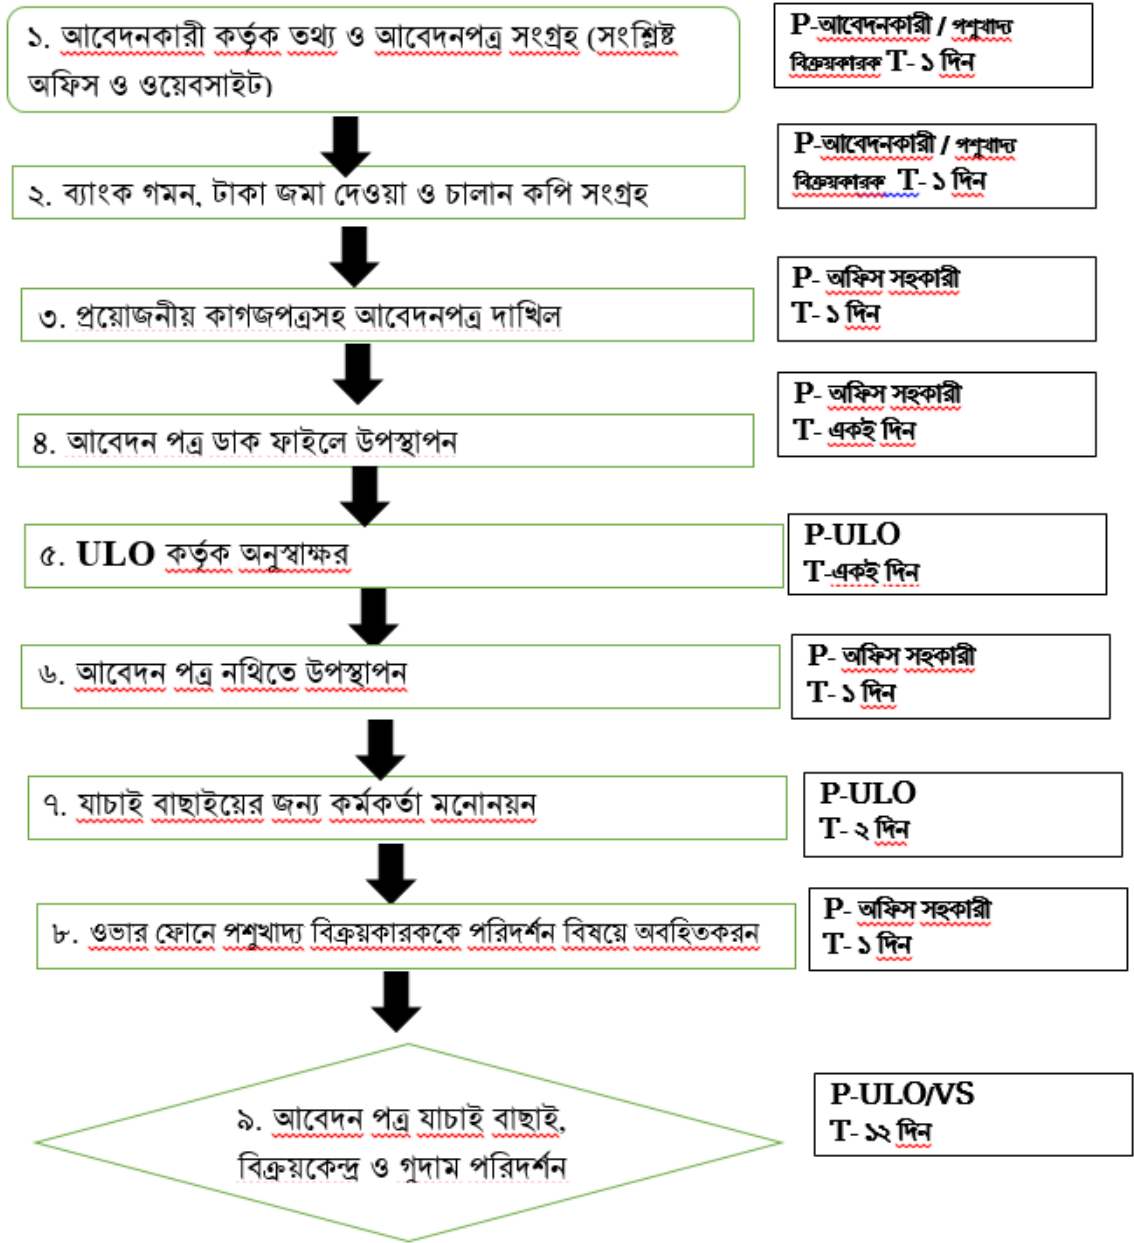 ১. আবেদনকারী কর্তৃক তথ্য ও আবেদনপত্র সংগ্রহ (সংশ্লিষ্ট
অফিস ও ওয়েবসাইট)
P-আবেদনকারী / পশুখাদ্য
বিক্রয়কারক T- ১ দিন
২. ব্যাংক গমন, টাকা জমা দেওয়া ও চালান কপি সংগ্রহ
P-আবেদনকারী / পশুখাদ্য
বিক্রয়কারক T- ১ দিন
৩. প্রয়োজনীয় কাগজপত্রসহ আবেদনপত্র দাখিল
P- অফিস সহকারী
T- ১ দিন
৪. আবেদন পত্র ডাক ফাইলে উপস্থাপন
P- অফিস সহকারী
T- একই দিন
৫. ULO কর্তৃক অনুস্বাক্ষর
P-ULO
T-একই দিন
৬. আবেদন পত্র নথিতে উপস্থাপন
P- অফিস সহকারী
T- ১ দিন
৭. যাচাই বাছাইয়ের জন্য কর্মকর্তা মনোনয়ন
P-ULO
T- ২ দিন
৮. ওভার ফোনে পশুখাদ্য বিক্রয়কারককে পরিদর্শন বিষয়ে অবহিতকরন
P- অফিস সহকারী
T- ১ দিন
৯. আবেদন পত্র যাচাই বাছাই,
বিক্রয়কেন্দ্র ও গুদাম পরিদর্শন
P-ULO/VS
T- ১২ দিন